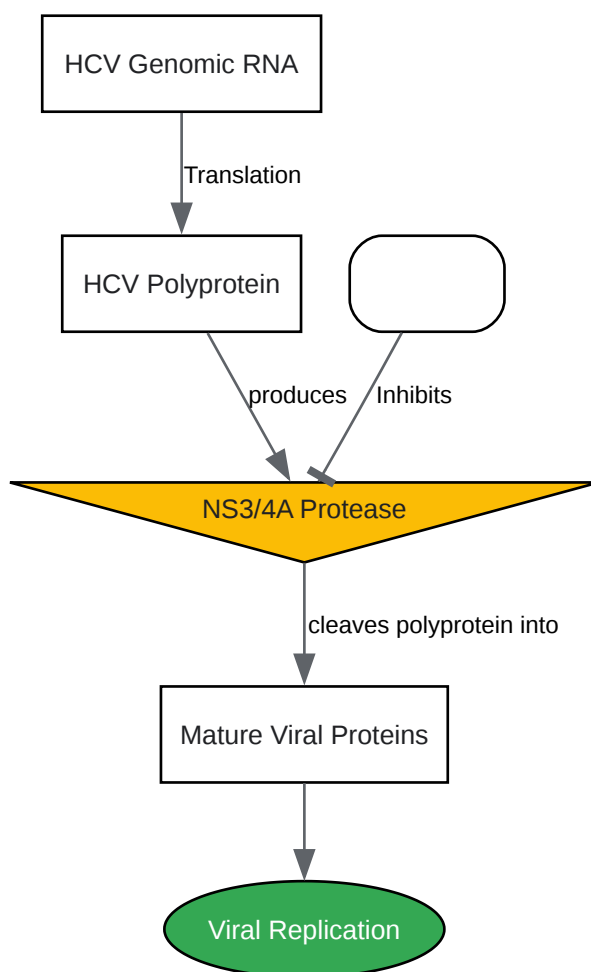 HCV Genomic RNA
Translation
HCV Polyprotein
produces
Inhibits
NS3/4A Protease
cleaves polyprotein into
Mature Viral Proteins
Viral Replication